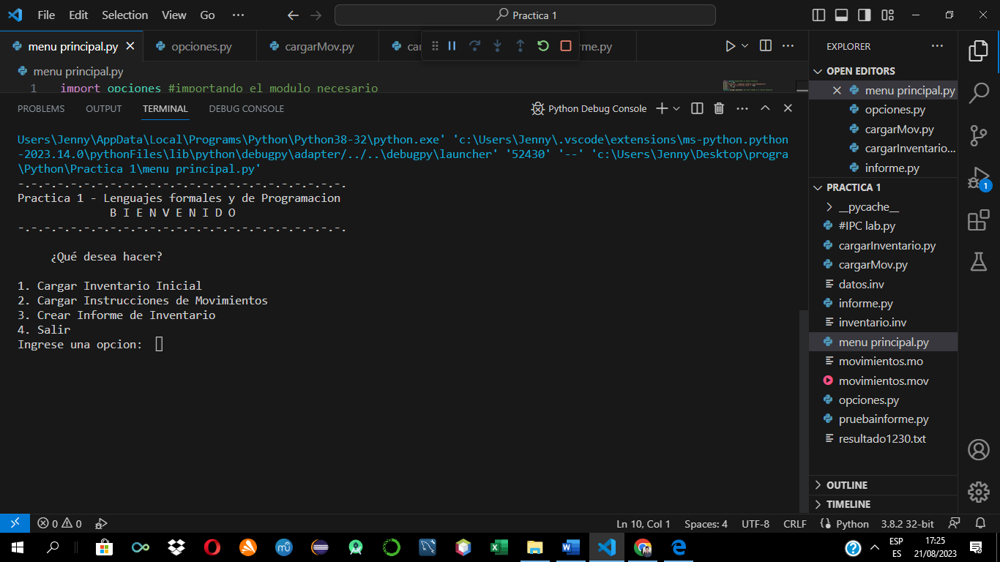 File Edit Selection View Go ···
Practica 1
menu principal.py
opciones.py
cargarMov.py
car
rme.py
menu principal.py
1 import opciones #importando el modulo necesario
PROBLEMS OUTPUT TERMINAL DEBUG CONSOLE
Python Debug Console
Users\Jenny\AppData\Local\Programs\Python\Python38-32\python.exe' 'c:\Users\Jenny\.vscode\extensions\ms-python.python
-2023.14.0\pythonFiles\lib\python\debugpy\adapter/../..\debugpy\launcher' '52430' '--' 'c:\Users\Jenny\Desktop\progra
\Python\Practica 1\menu principal.py'
-.-.-.-.-.-.-.-.-.-.-.-.-.-.-.-.-.-.-.-.-.-.-.-.-.
Practica 1 - Lenguajes formales y de Programacion
B I E N V E N I D O
-.-.-.-.-.-.-.-.-.-.-.-.-.-.-.-.-.-.-.-.-.-.-.-.-.
¿Qué desea hacer?
1. Cargar Inventario Inicial
2. Cargar Instrucciones de Movimientos
3. Crear Informe de Inventario
4. Salir
Ingrese una opcion:
EXPLORER
OPEN EDITORS
menu principal.py
opciones.py
cargarMov.py
cargarInventario...
informe.py
PRACTICA 1
__pycache__
#IPC lab.py
cargarInventario.py
cargarMov.py
datos.inv
informe.py
inventario.inv
menu principal.py
movimientos.mo
movimientos.mov
opciones.py
pruebainforme.py
resultado1230.txt
OUTLINE
TIMELINE
1
0 0
Ln 10, Col 1 Spaces: 4 UTF-8 CRLF Python 3.8.2 32-bit
ESP
ES
17:25
21/08/2023